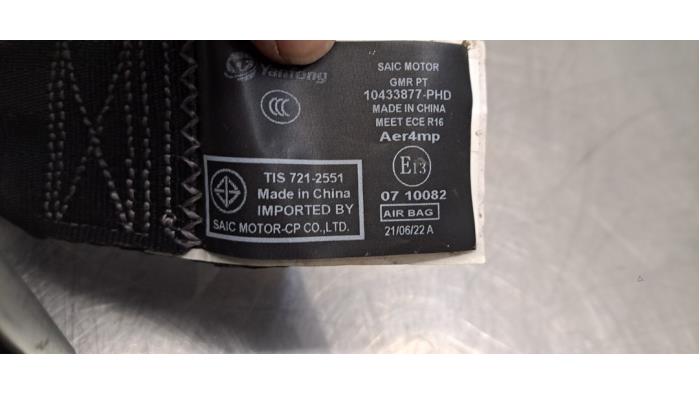 Yanfeng
CCC
TIS 721-2551
Made in China
IMPORTED BY
SAIC MOTOR-CP CO.,LTD.
SAIC MOTOR
GMR PT
10433877-PHD
MADE IN CHINA
MEET ECE R16
Aer4mp
E13
07 10082
AIR BAG
21/06/22 A